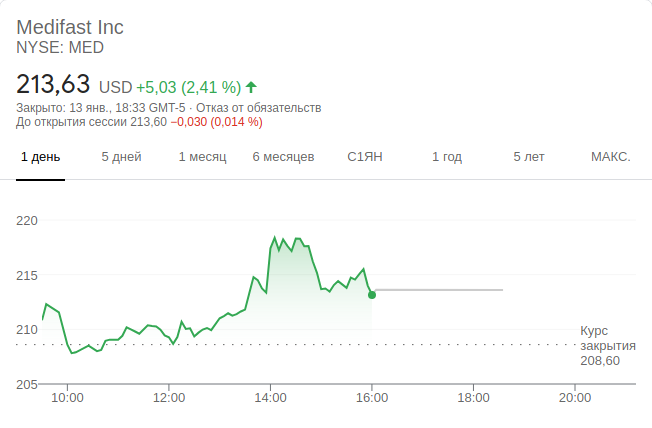 Medifast Inc
NYSE: MED
213,63 USD +5,03 (2,41 %)
Закрыто: 13 янв., 18:33 GMT-5 · Отказ от обязательств
До открытия сессии 213,60 −0,030 (0,014 %)
1 день 5 дней 1 месяц 6 месяцев С1ЯН 1 год 5 лет МАКС.
220
215
210
Курс
закрытия
208,60
205
10:00 12:00 14:00 16:00 18:00 20:00